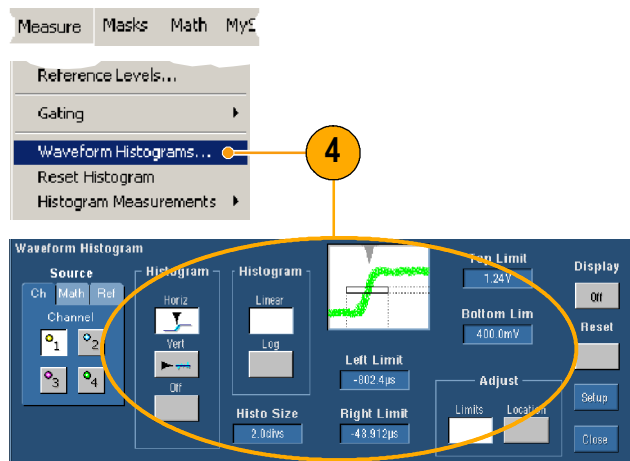 Measure Masks Math MyS
Reference Levels...
Gating
Waveform Histograms...
Reset Histogram
Histogram Measurements
4
Waveform Histogram
Source
Ch Math Ref
Channel
1 2
3 4
Histogram
Horiz
Vert
Off
Histogram
Linear
Log
Histo Size
2.0divs
Left Limit
-802.4µs
Right Limit
-48.912µs
Top Limit
1.24V
Bottom Lim
400.0mV
Adjust
Limits Location
Display
Off
Reset
Setup
Close